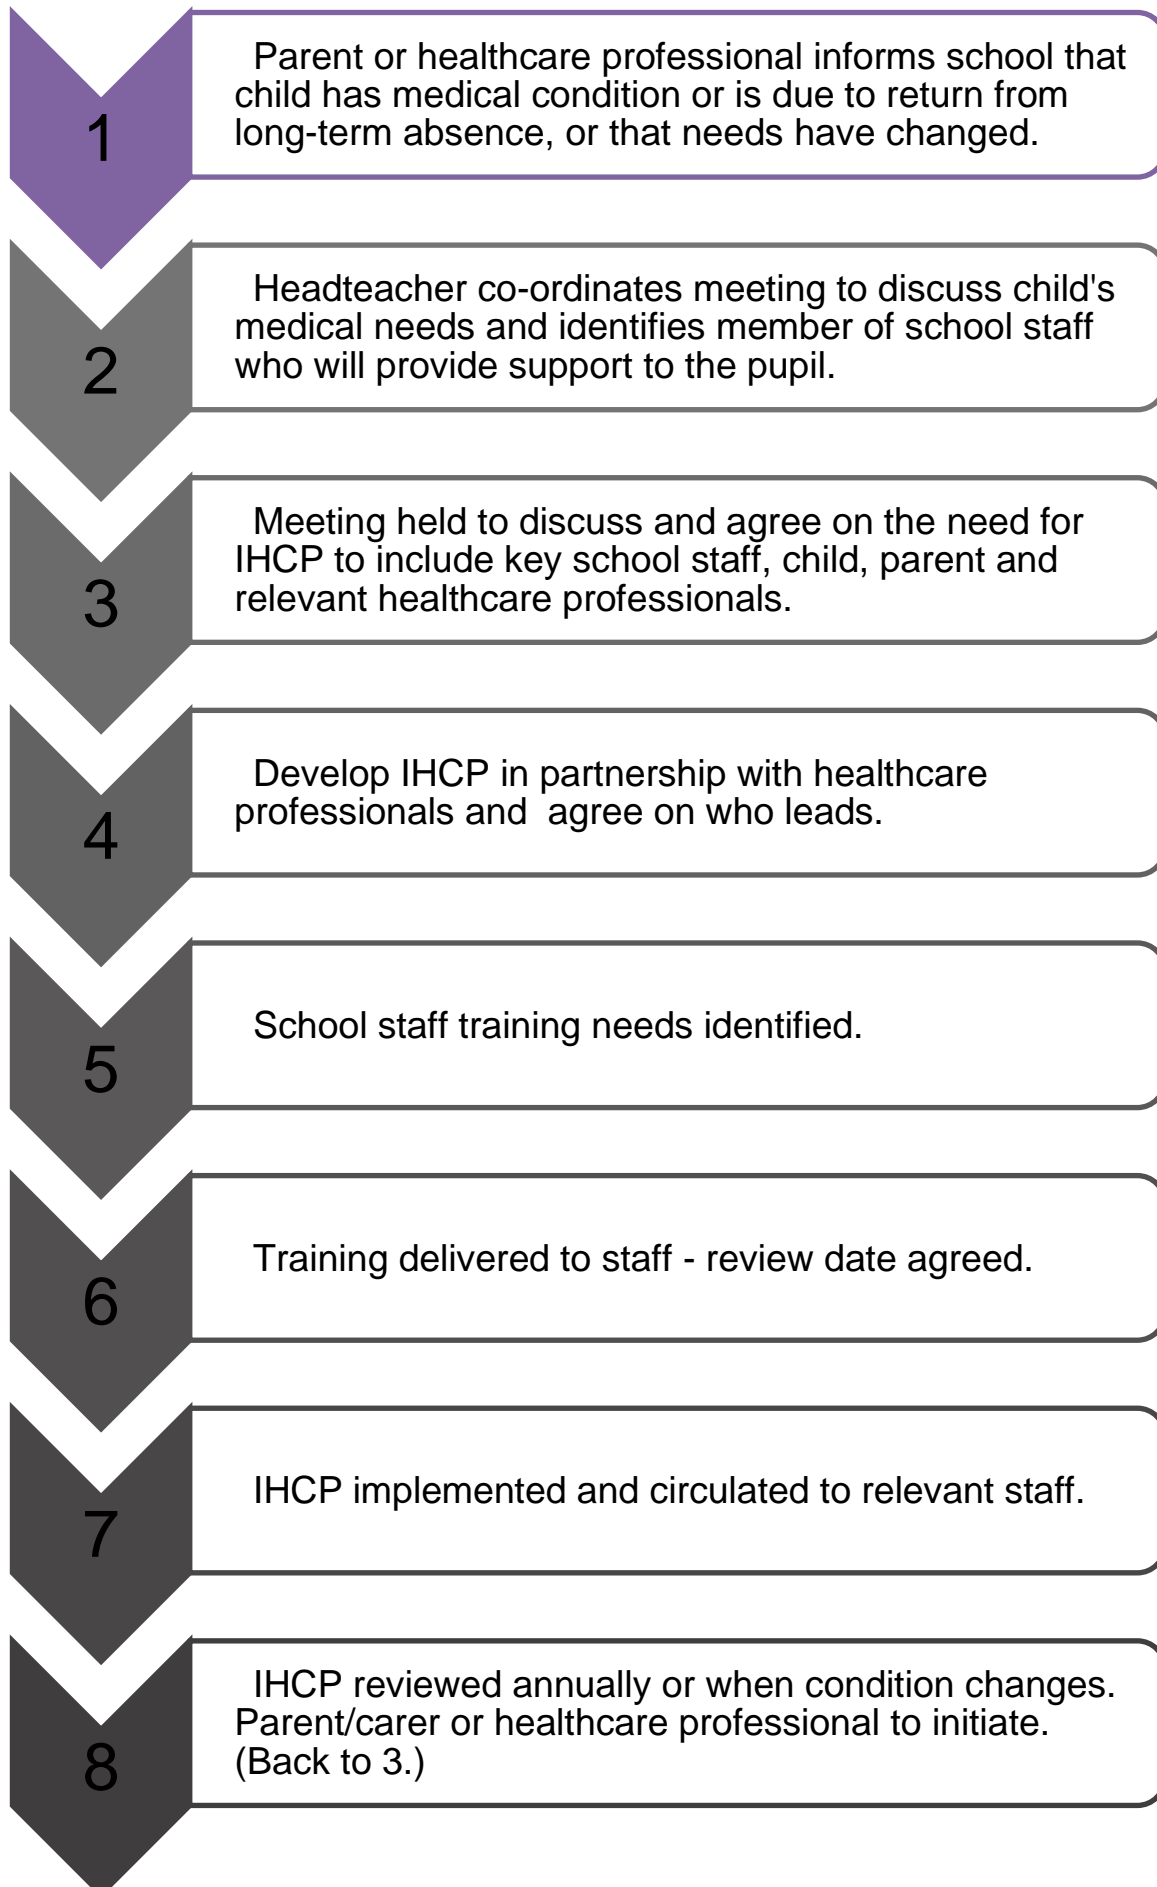 1
Parent or healthcare professional informs school that
child has medical condition or is due to return from
long-term absence, or that needs have changed.
2
Headteacher co-ordinates meeting to discuss child's
medical needs and identifies member of school staff
who will provide support to the pupil.
3
Meeting held to discuss and agree on the need for
IHCP to include key school staff, child, parent and
relevant healthcare professionals.
4
Develop IHCP in partnership with healthcare
professionals and  agree on who leads.
5
School staff training needs identified.
6
Training delivered to staff - review date agreed.
7
IHCP implemented and circulated to relevant staff.
8
IHCP reviewed annually or when condition changes.
Parent/carer or healthcare professional to initiate.
(Back to 3.)